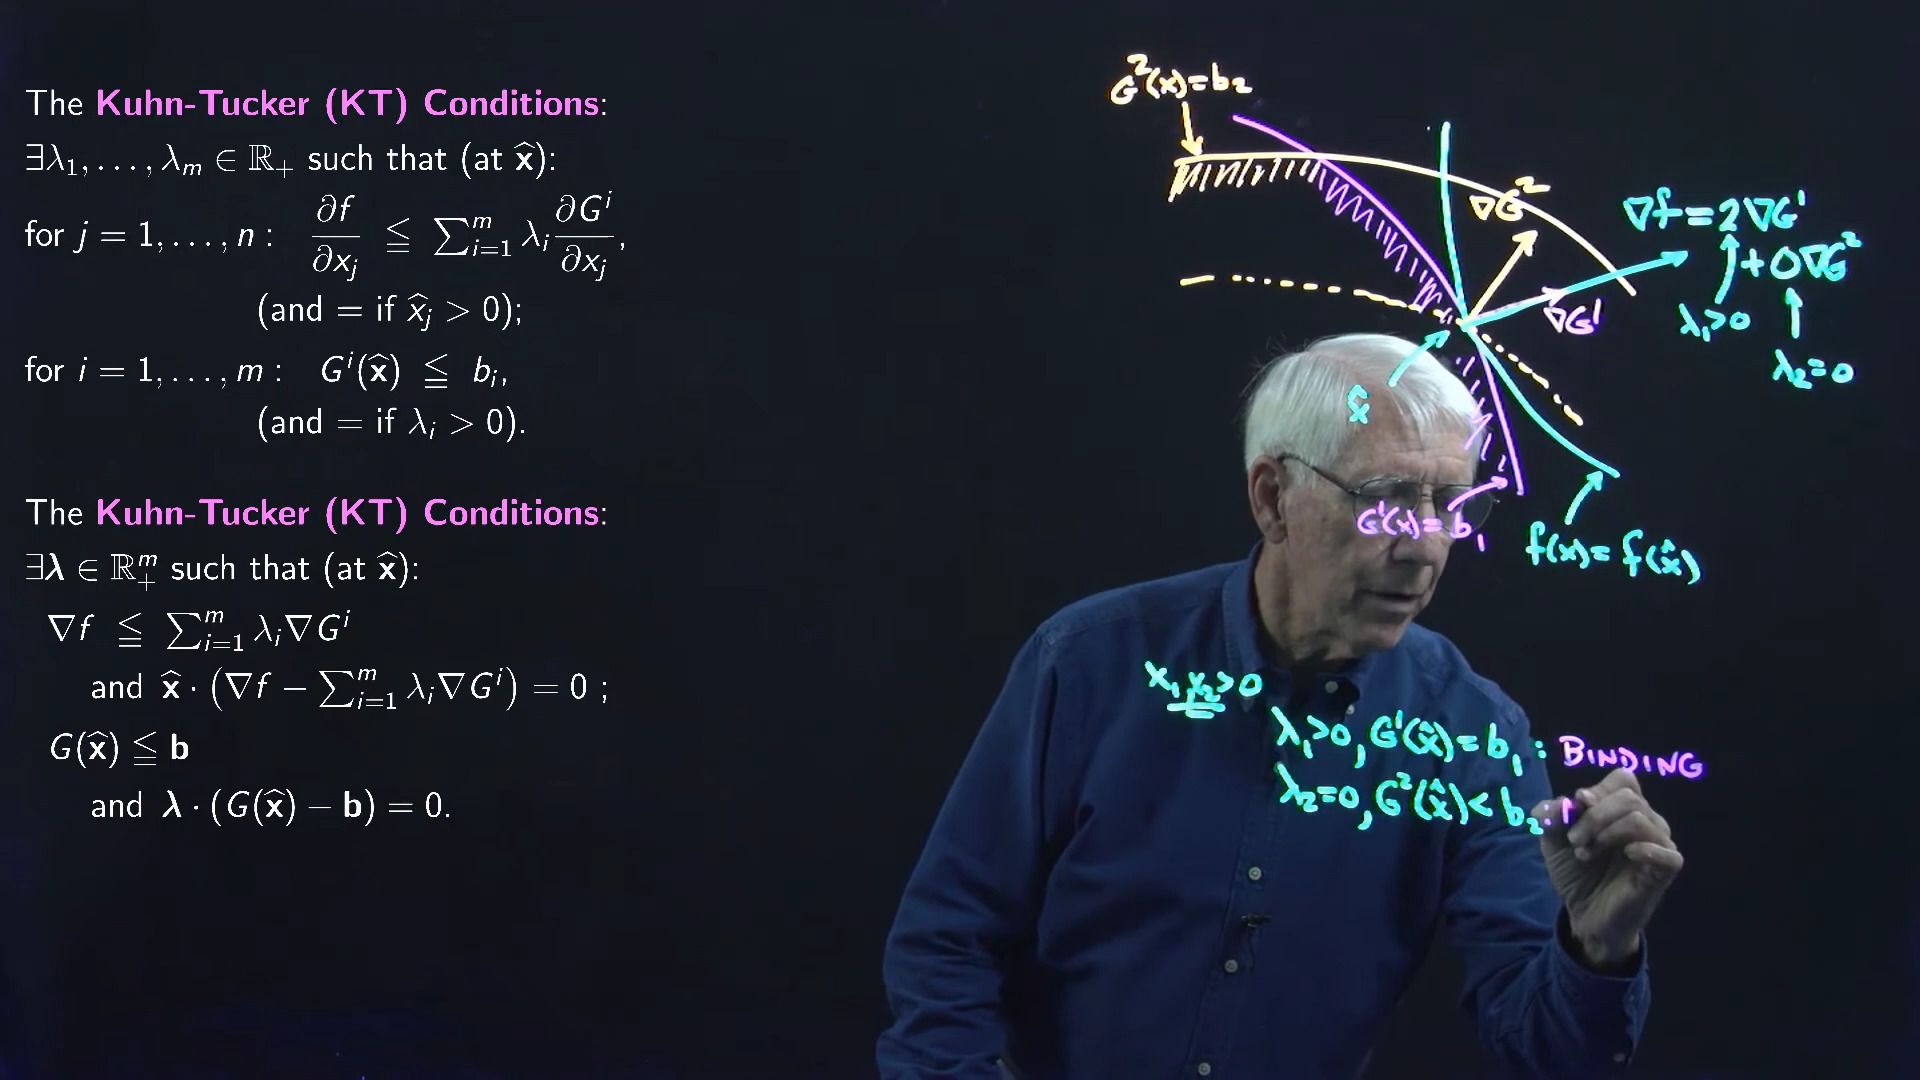 The Kuhn-Tucker (KT) Conditions:
∃λ₁, . . . , λₘ ∈ ℝ₊ such that (at x̂):
for j = 1, . . . , n : ∂f/∂xⱼ ≦ ∑ᵢ₌₁ᵐ λᵢ ∂Gⁱ/∂xⱼ,
(and = if x̂ⱼ > 0);
for i = 1, . . . , m : Gⁱ(x̂) ≦ bᵢ,
(and = if λᵢ > 0).
The Kuhn-Tucker (KT) Conditions:
∃λ ∈ ℝ₊ᵐ such that (at x̂):
∇f ≦ ∑ᵢ₌₁ᵐ λᵢ∇Gⁱ
and x̂ · (∇f − ∑ᵢ₌₁ᵐ λᵢ∇Gⁱ) = 0 ;
G(x̂) ≦ b
and λ · (G(x̂) − b) = 0.
G²(x)=b₂
∇G²
∇f = 2∇G¹
+0∇G²
∇G¹
λ₁>0
λ₂=0
x̂
G¹(x)=b₁
f(x)=f(x̂)
x₁,x₂>0
λ₁>0, G¹(x̂)=b₁ : BINDING
λ₂=0, G²(x̂)<b₂ :